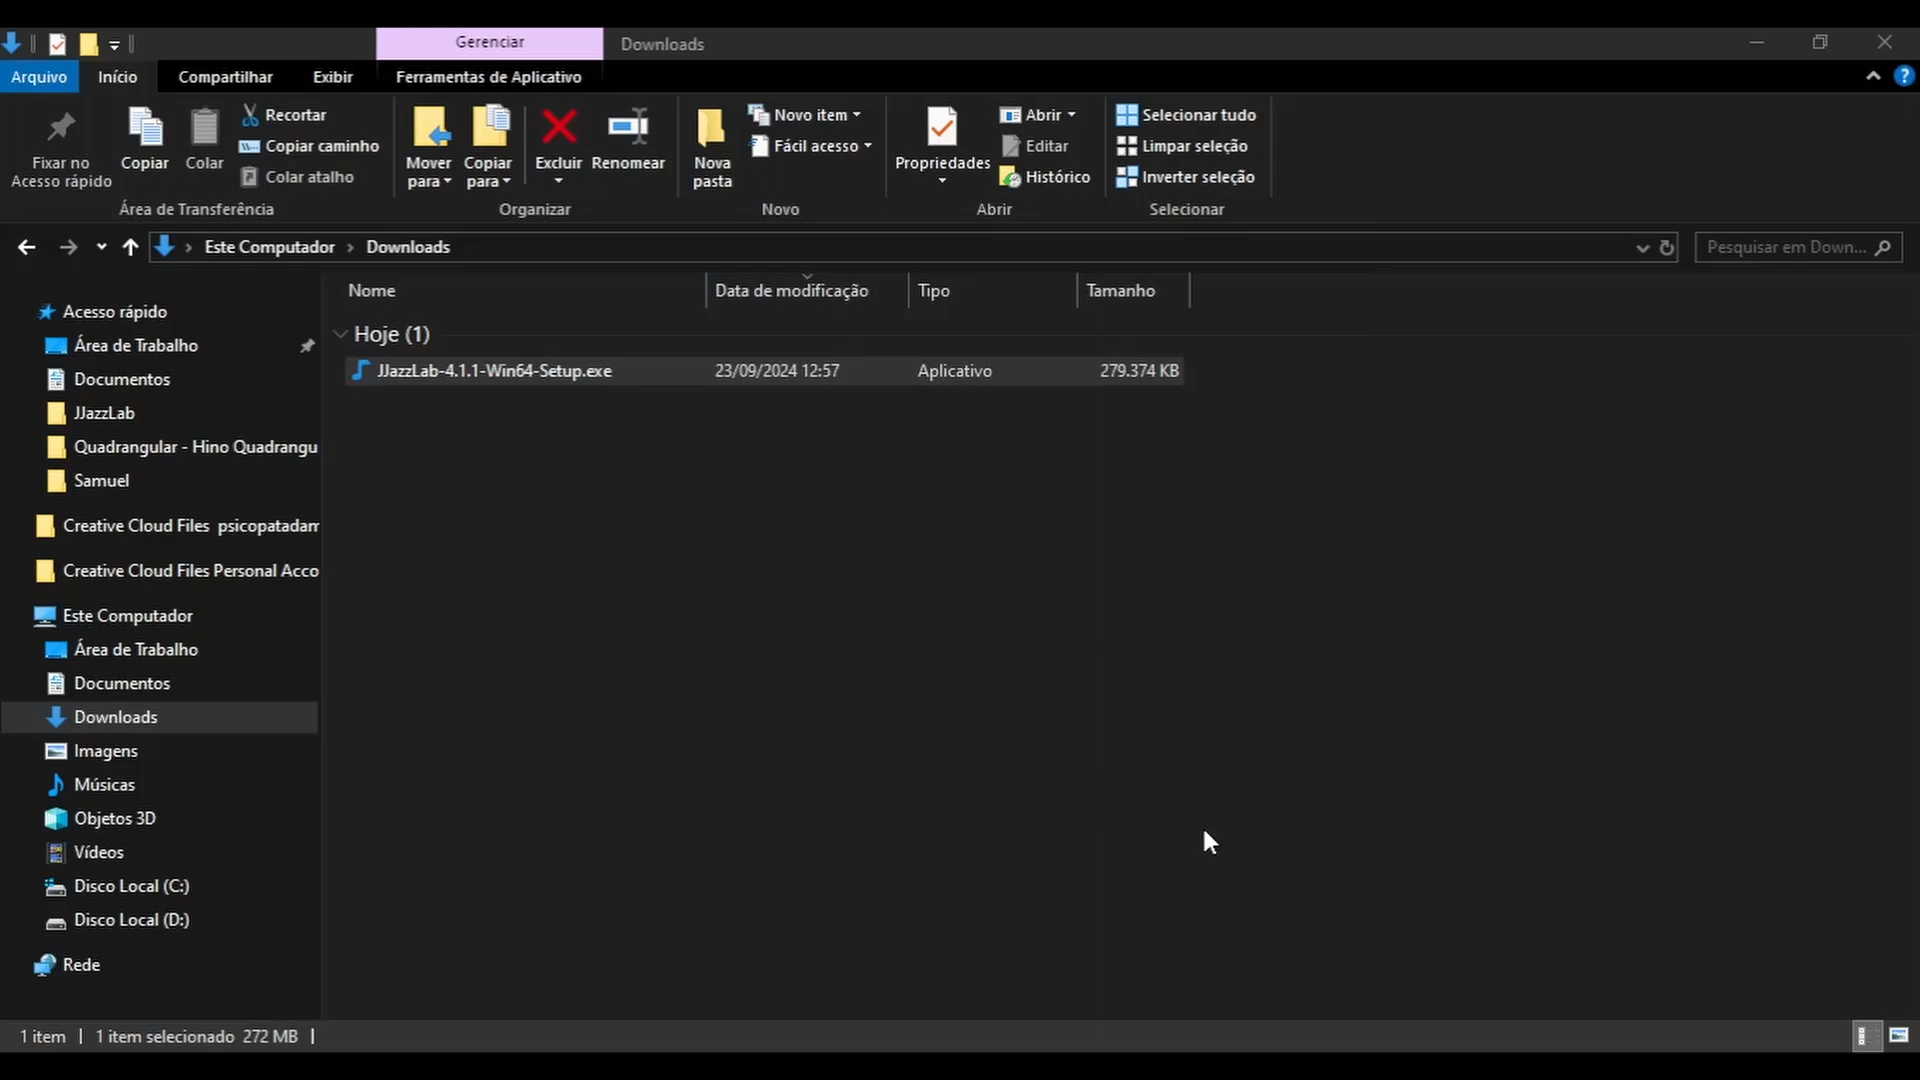 Gerenciar
Downloads
Arquivo
Início
Compartilhar
Exibir
Ferramentas de Aplicativo
Fixar no
Acesso rápido
Copiar
Colar
Recortar
Copiar caminho
Colar atalho
Área de Transferência
Mover
para
Copiar
para
Excluir
Renomear
Organizar
Nova
pasta
Novo item
Fácil acesso
Novo
Propriedades
Abrir
Editar
Histórico
Abrir
Selecionar tudo
Limpar seleção
Inverter seleção
Selecionar
Este Computador
Downloads
Pesquisar em Down...
Nome
Data de modificação
Tipo
Tamanho
Hoje (1)
JJazzLab-4.1.1-Win64-Setup.exe
23/09/2024 12:57
Aplicativo
279.374 KB
Acesso rápido
Área de Trabalho
Documentos
JJazzLab
Quadrangular - Hino Quadrangu
Samuel
Creative Cloud Files  psicopatadam
Creative Cloud Files Personal Acco
Este Computador
Área de Trabalho
Documentos
Downloads
Imagens
Músicas
Objetos 3D
Vídeos
Disco Local (C:)
Disco Local (D:)
Rede
1 item
1 item selecionado 272 MB